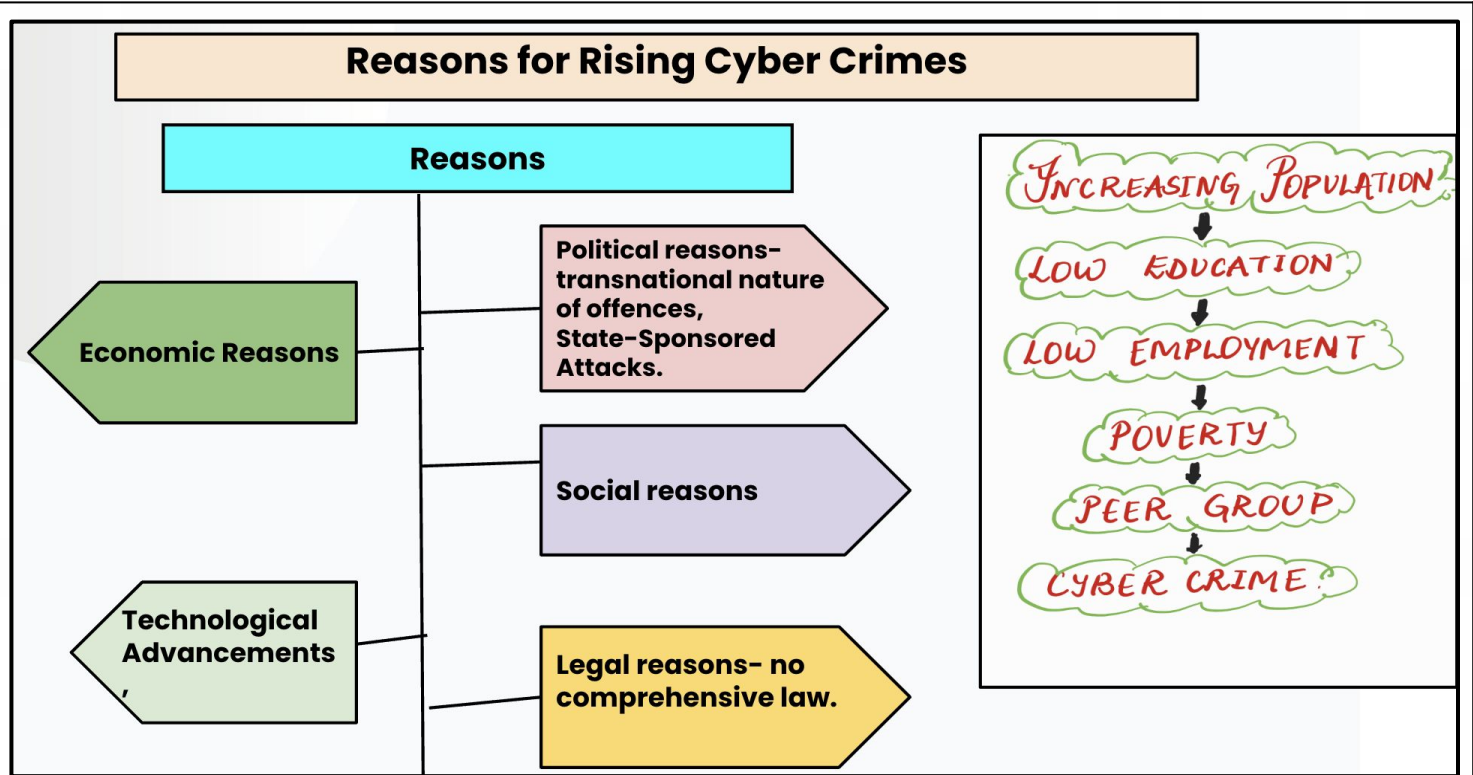 Reasons for Rising Cyber Crimes
Reasons
Economic Reasons
Political reasons-
transnational nature
of offences,
State-Sponsored
Attacks.
Social reasons
Technological
Advancements
,
Legal reasons- no
comprehensive law.
INCREASING POPULATION
LOW EDUCATION
LOW EMPLOYMENT
POVERTY
PEER GROUP
CYBER CRIME.